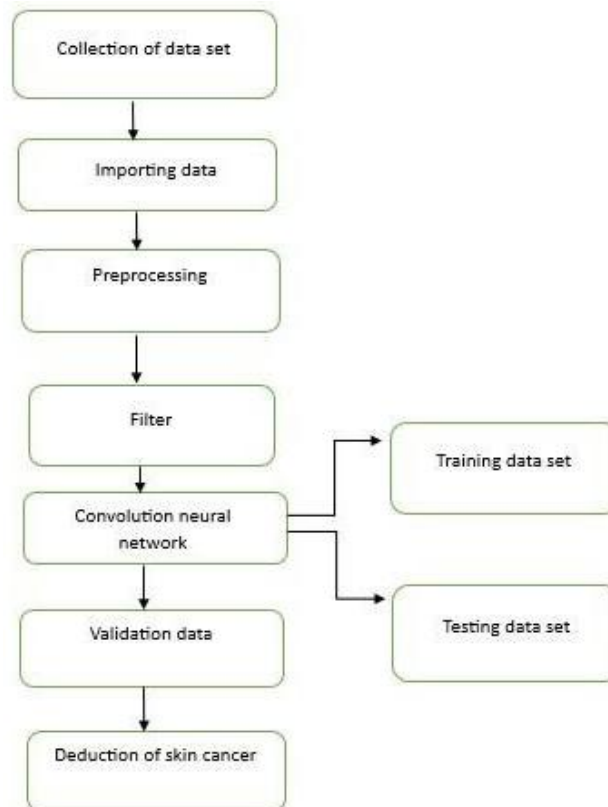 Collection of data set
Importing data
Preprocessing
Filter
Training data set
Convolution neural
network
Testing data set
Validation data
Deduction of skin cancer